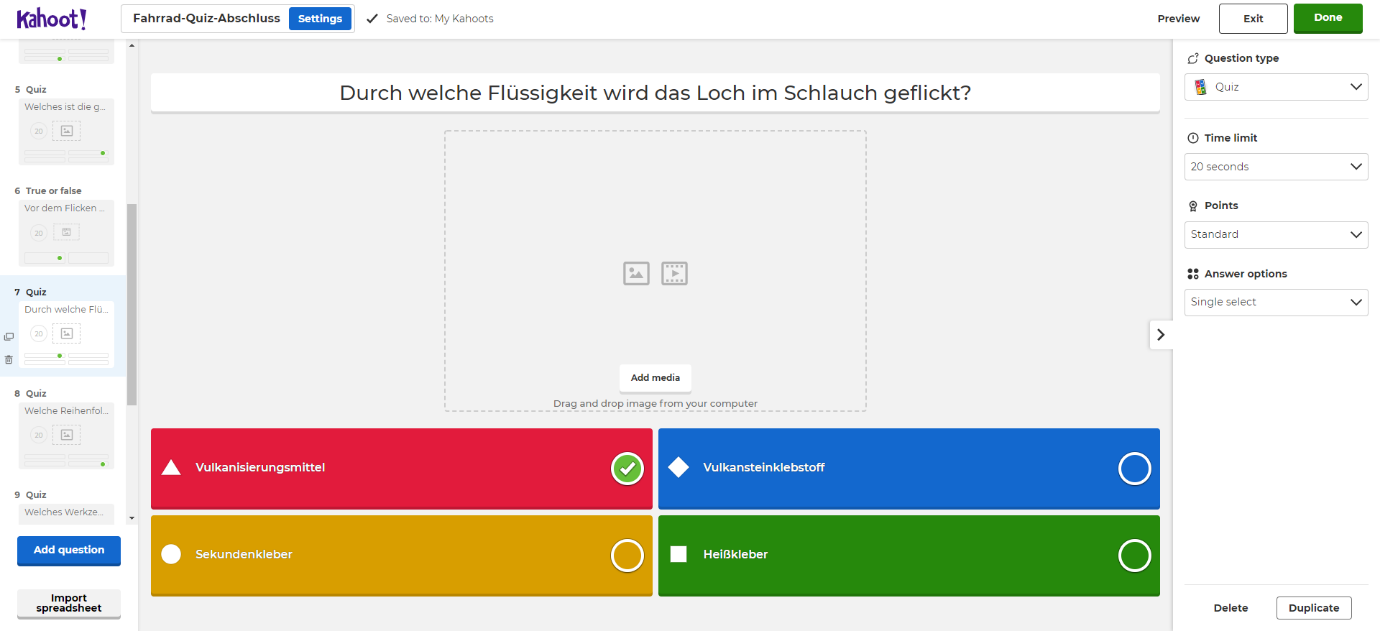 Kahoot!
Fahrrad-Quiz-Abschluss Settings Saved to: My Kahoots
Preview Exit Done
5 Quiz
Welches ist die g...
20
6 True or false
Vor dem Flicken ...
20
7 Quiz
Durch welche Flü...
20
8 Quiz
Welche Reihenfol...
20
9 Quiz
Welches Werkze...
Add question
Import
spreadsheet
Durch welche Flüssigkeit wird das Loch im Schlauch geflickt?
Add media
Drag and drop image from your computer
Vulkanisierungsmittel
Vulkansteinklebstoff
Sekundenkleber
Heißkleber
Question type
Quiz
Time limit
20 seconds
Points
Standard
Answer options
Single select
Delete Duplicate